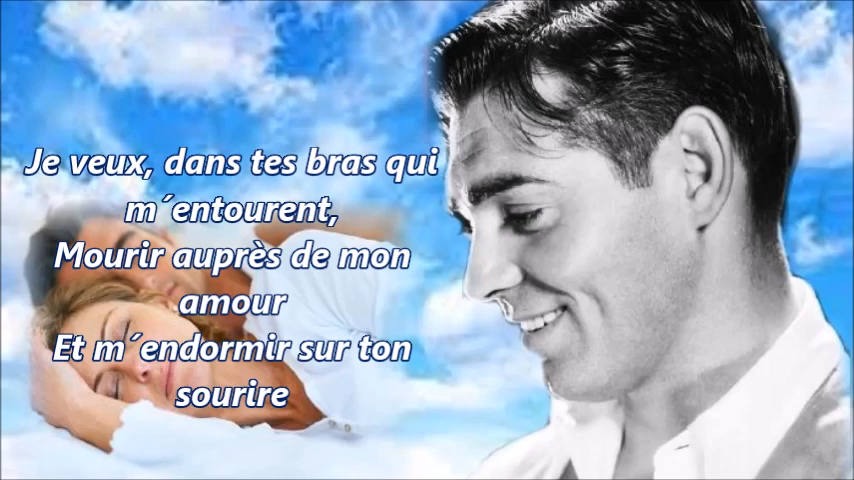 Je veux, dans tes bras qui
m´entourent,
Mourir auprès de mon
amour
Et m´endormir sur ton
sourire